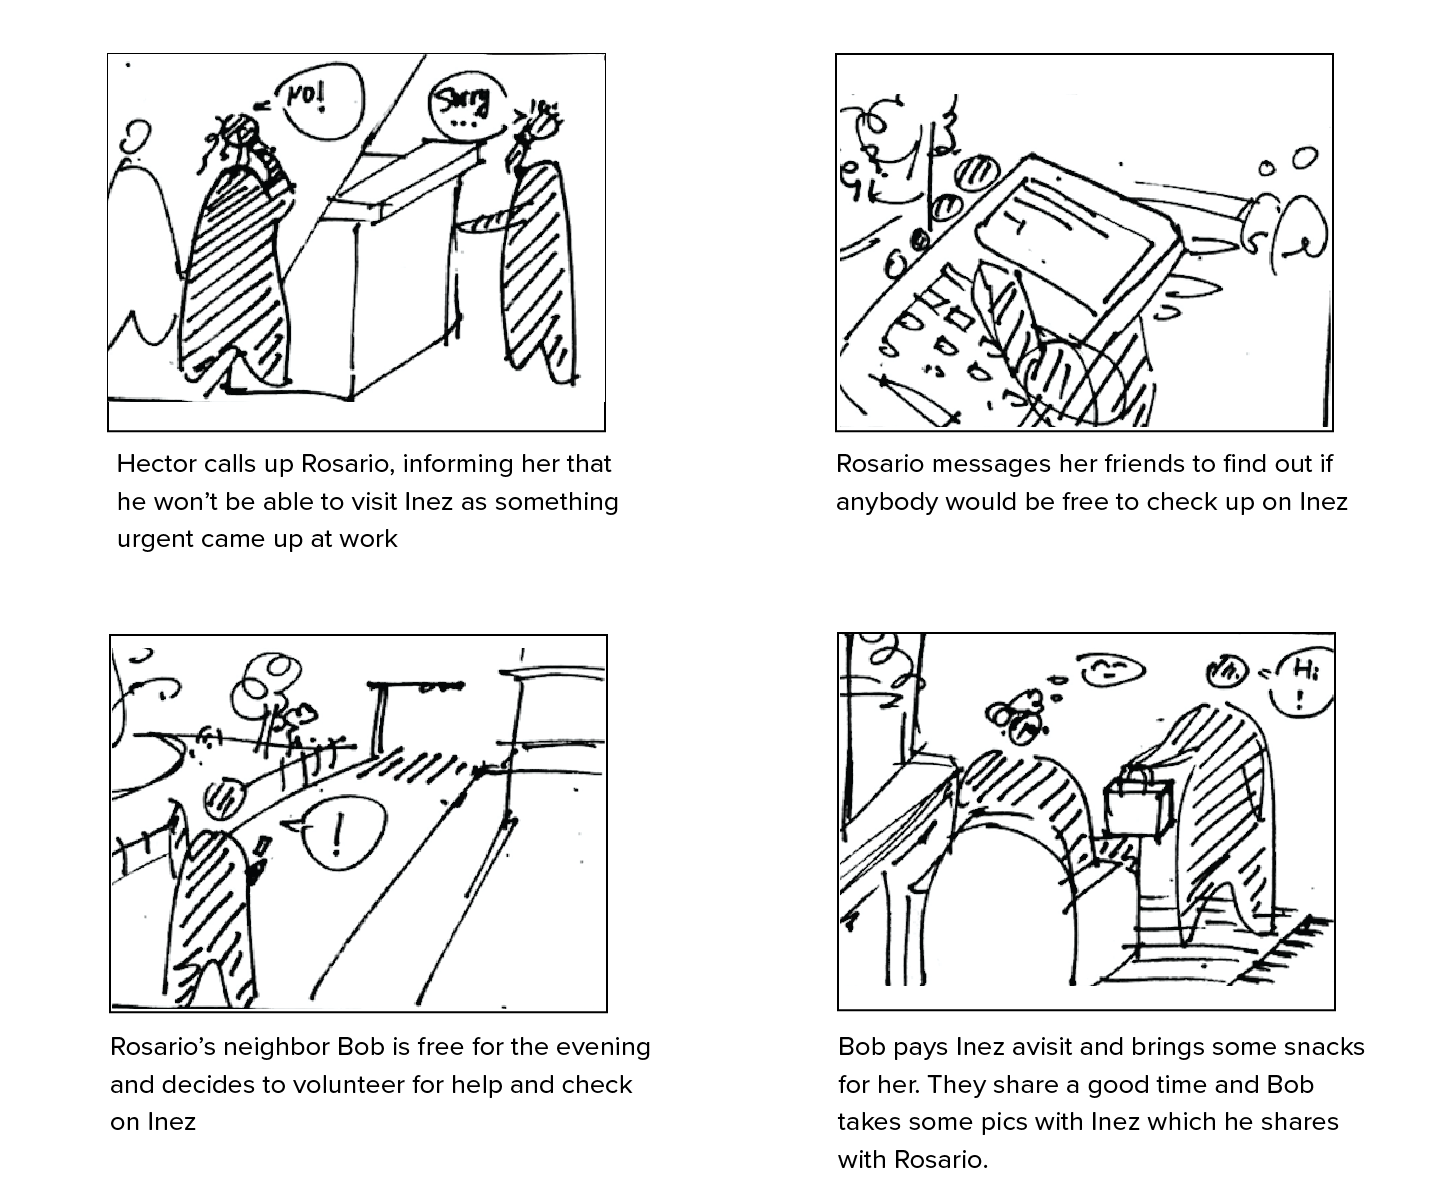 No!
Sorry
...
Hector calls up Rosario, informing her that
he won’t be able to visit Inez as something
urgent came up at work
Rosario messages her friends to find out if
anybody would be free to check up on Inez
!
Rosario’s neighbor Bob is free for the evening
and decides to volunteer for help and check
on Inez
Hi
!
Bob pays Inez avisit and brings some snacks
for her. They share a good time and Bob
takes some pics with Inez which he shares
with Rosario.